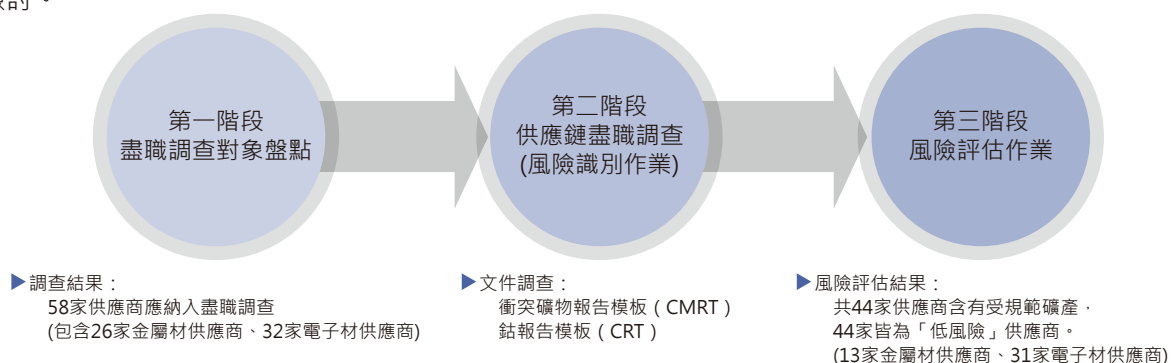 討。
第一階段
盡職調查對象盤點
第二階段
供應鏈盡職調查
(風險識別作業)
第三階段
風險評估作業
▶調查結果：
58家供應商應納入盡職調查
(包含26家金屬材供應商、32家電子材供應商)
▶文件調查：
衝突礦物報告模板（CMRT）
鈷報告模板（CRT）
▶風險評估結果：
共44家供應商含有受規範礦產，
44家皆為「低風險」供應商。
(13家金屬材供應商、31家電子材供應商)